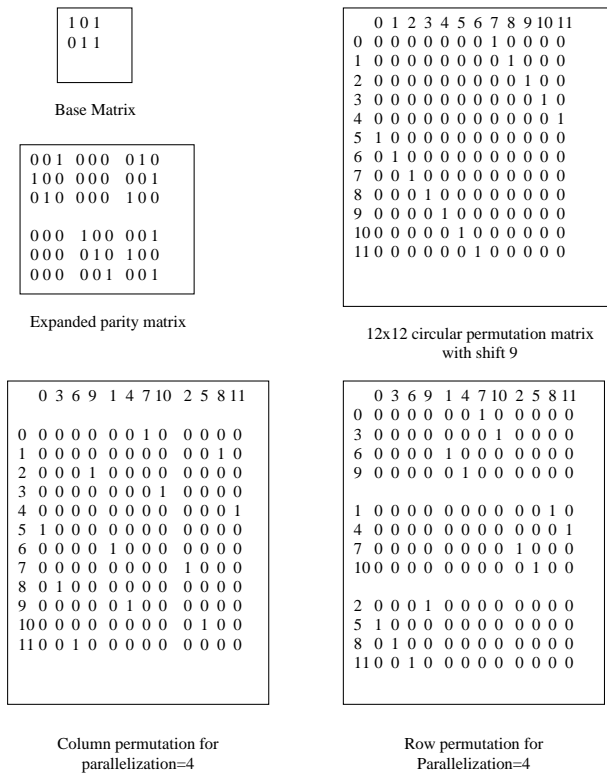 1 0 1
0 1 1
Base Matrix
0 0 1 0 0 0 0 1 0
1 0 0 0 0 0 0 0 1
0 1 0 0 0 0 1 0 0
0 0 0 1 0 0 0 0 1
0 0 0 0 1 0 1 0 0
0 0 0 0 0 1 0 0 1
Expanded parity matrix
0 1 2 3 4 5 6 7 8 9 10 11
0 0 0 0 0 0 0 0 1 0 0 0 0
1 0 0 0 0 0 0 0 0 1 0 0 0
2 0 0 0 0 0 0 0 0 0 1 0 0
3 0 0 0 0 0 0 0 0 0 0 1 0
4 0 0 0 0 0 0 0 0 0 0 0 1
5 1 0 0 0 0 0 0 0 0 0 0 0
6 0 1 0 0 0 0 0 0 0 0 0 0
7 0 0 1 0 0 0 0 0 0 0 0 0
8 0 0 0 1 0 0 0 0 0 0 0 0
9 0 0 0 0 1 0 0 0 0 0 0 0
10 0 0 0 0 0 1 0 0 0 0 0 0
11 0 0 0 0 0 0 1 0 0 0 0 0
12x12 circular permutation matrix
with shift 9
0 3 6 9 1 4 7 10 2 5 8 11
0 0 0 0 0 0 0 1 0 0 0 0 0
1 0 0 0 0 0 0 0 0 0 0 1 0
2 0 0 0 1 0 0 0 0 0 0 0 0
3 0 0 0 0 0 0 0 1 0 0 0 0
4 0 0 0 0 0 0 0 0 0 0 0 1
5 1 0 0 0 0 0 0 0 0 0 0 0
6 0 0 0 0 1 0 0 0 0 0 0 0
7 0 0 0 0 0 0 0 0 1 0 0 0
8 0 1 0 0 0 0 0 0 0 0 0 0
9 0 0 0 0 0 1 0 0 0 0 0 0
10 0 0 0 0 0 0 0 0 0 1 0 0
11 0 0 1 0 0 0 0 0 0 0 0 0
Column permutation for
parallelization=4
0 3 6 9 1 4 7 10 2 5 8 11
0 0 0 0 0 0 0 1 0 0 0 0 0
3 0 0 0 0 0 0 0 1 0 0 0 0
6 0 0 0 0 1 0 0 0 0 0 0 0
9 0 0 0 0 0 1 0 0 0 0 0 0
1 0 0 0 0 0 0 0 0 0 0 1 0
4 0 0 0 0 0 0 0 0 0 0 0 1
7 0 0 0 0 0 0 0 0 1 0 0 0
10 0 0 0 0 0 0 0 0 0 1 0 0
2 0 0 0 1 0 0 0 0 0 0 0 0
5 1 0 0 0 0 0 0 0 0 0 0 0
8 0 1 0 0 0 0 0 0 0 0 0 0
11 0 0 1 0 0 0 0 0 0 0 0 0
Row permutation for
Parallelization=4